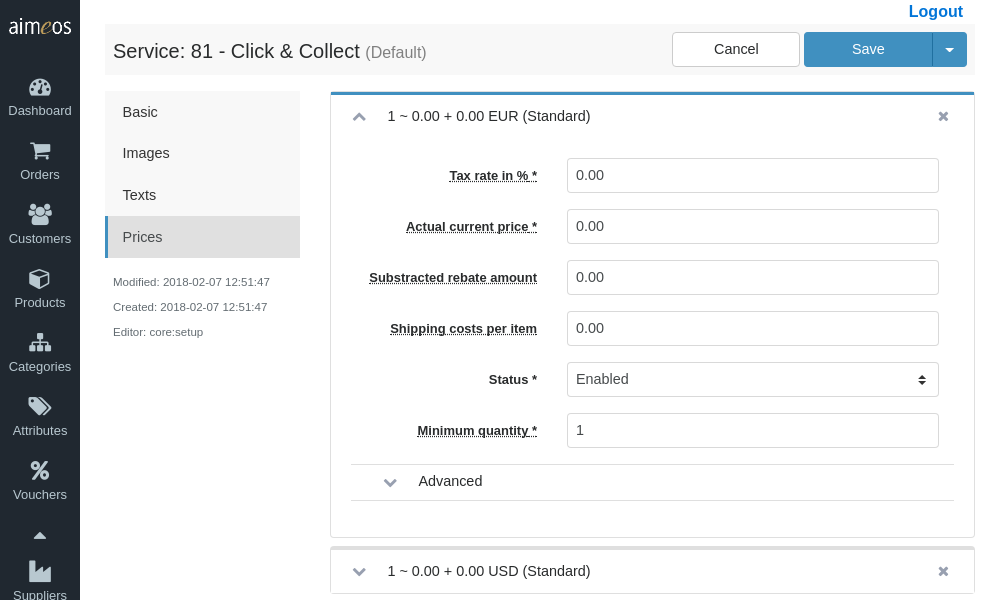 Logout
aimeos
Service: 81 - Click & Collect (Default)
Cancel
Save
Dashboard
Orders
Customers
Products
Categories
Attributes
Vouchers
Suppliers
Basic
Images
Texts
Prices
Modified: 2018-02-07 12:51:47
Created: 2018-02-07 12:51:47
Editor: core:setup
1 ~ 0.00 + 0.00 EUR (Standard)
Tax rate in % * 0.00
Actual current price * 0.00
Substracted rebate amount 0.00
Shipping costs per item 0.00
Status * Enabled
Minimum quantity * 1
Advanced
1 ~ 0.00 + 0.00 USD (Standard)